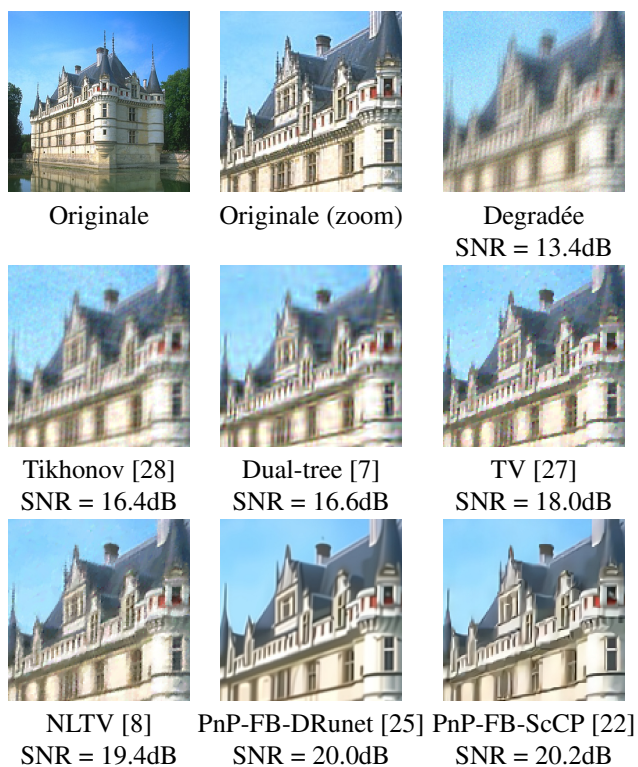 Originale
Originale (zoom)
Degradée
SNR = 13.4dB
Tikhonov [28]
SNR = 16.4dB
Dual-tree [7]
SNR = 16.6dB
TV [27]
SNR = 18.0dB
NLTV [8]
SNR = 19.4dB
PnP-FB-DRunet [25]
SNR = 20.0dB
PnP-FB-ScCP [22]
SNR = 20.2dB